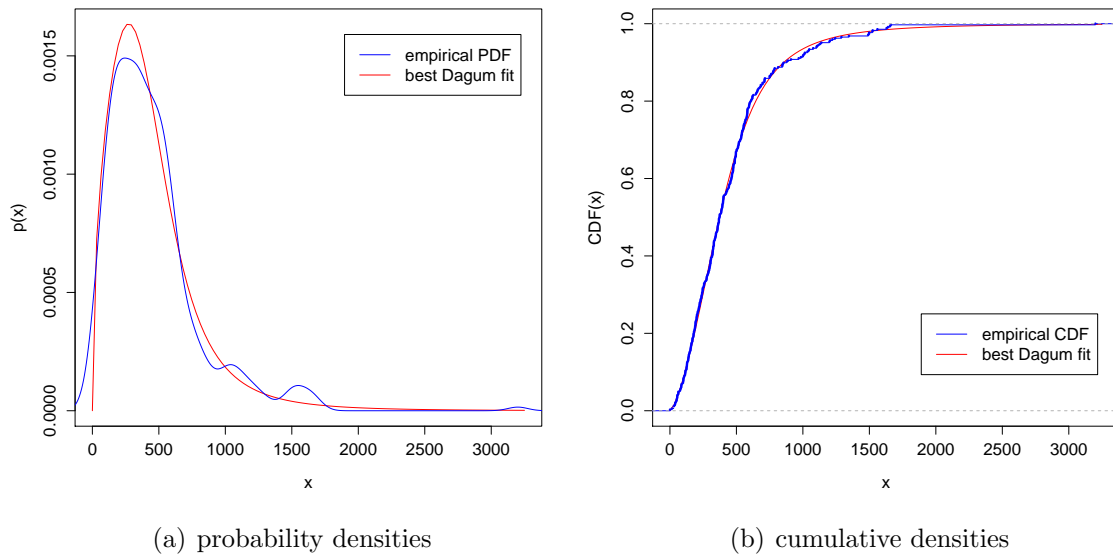 empirical PDF
best Dagum fit
p(x)
0.0000
0.0005
0.0010
0.0015
0
500
1000
1500
2000
2500
3000
x
(a) probability densities
empirical CDF
best Dagum fit
CDF(x)
0.0
0.2
0.4
0.6
0.8
1.0
0
500
1000
1500
2000
2500
3000
x
(b) cumulative densities